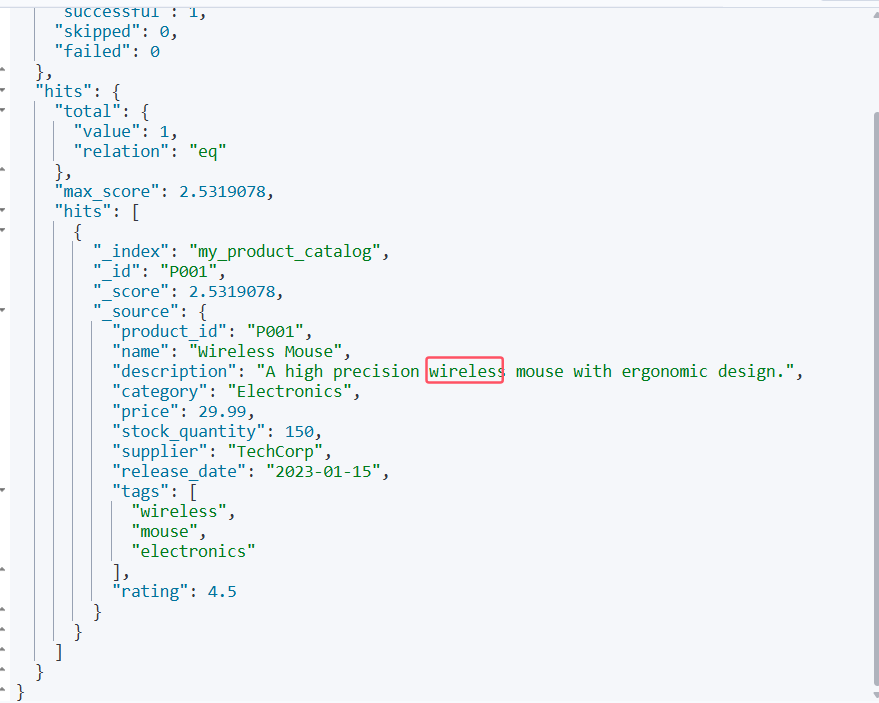 "successful": 1,
"skipped": 0,
"failed": 0
},
"hits": {
"total": {
"value": 1,
"relation": "eq"
},
"max_score": 2.5319078,
"hits": [
{
"_index": "my_product_catalog",
"_id": "P001",
"_score": 2.5319078,
"_source": {
"product_id": "P001",
"name": "Wireless Mouse",
"description": "A high precision wireless mouse with ergonomic design.",
"category": "Electronics",
"price": 29.99,
"stock_quantity": 150,
"supplier": "TechCorp",
"release_date": "2023-01-15",
"tags": [
"wireless",
"mouse",
"electronics"
],
"rating": 4.5
}
}
]
}
}